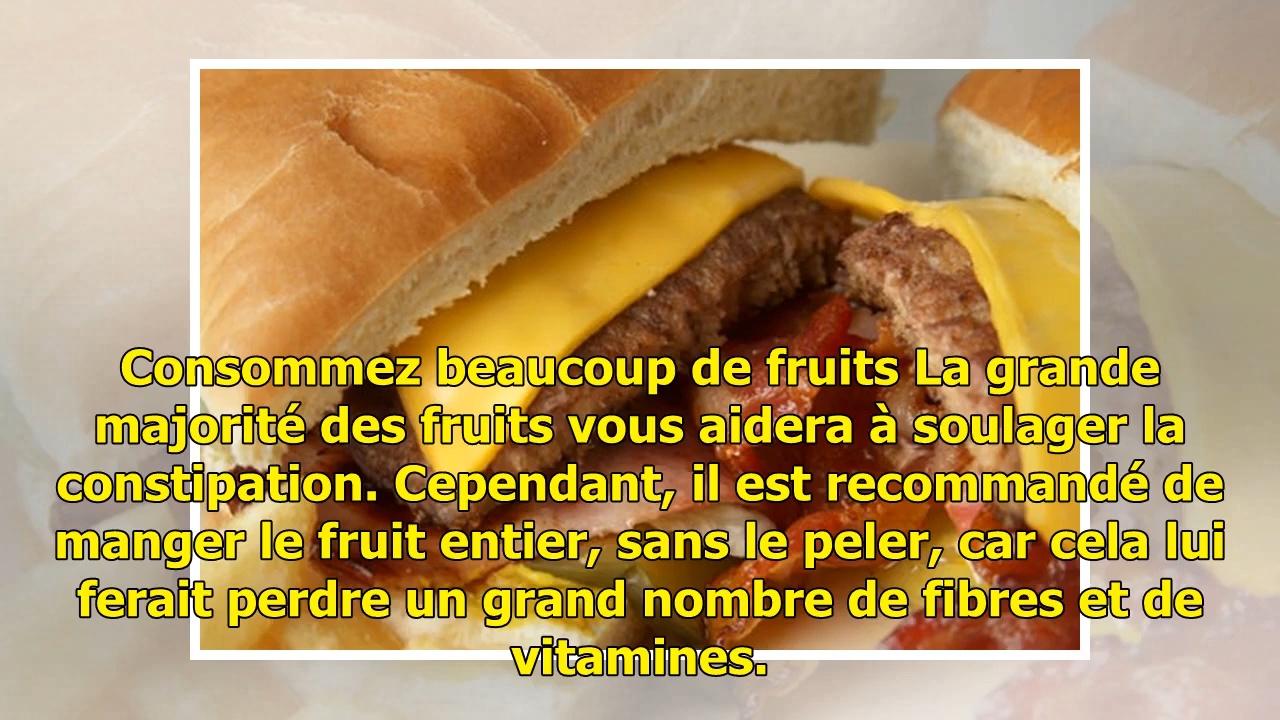 Consommez beaucoup de fruits La grande
majorité des fruits vous aidera à soulager la
constipation. Cependant, il est recommandé de
manger le fruit entier, sans le peler, car cela lui
ferait perdre un grand nombre de fibres et de
vitamines.